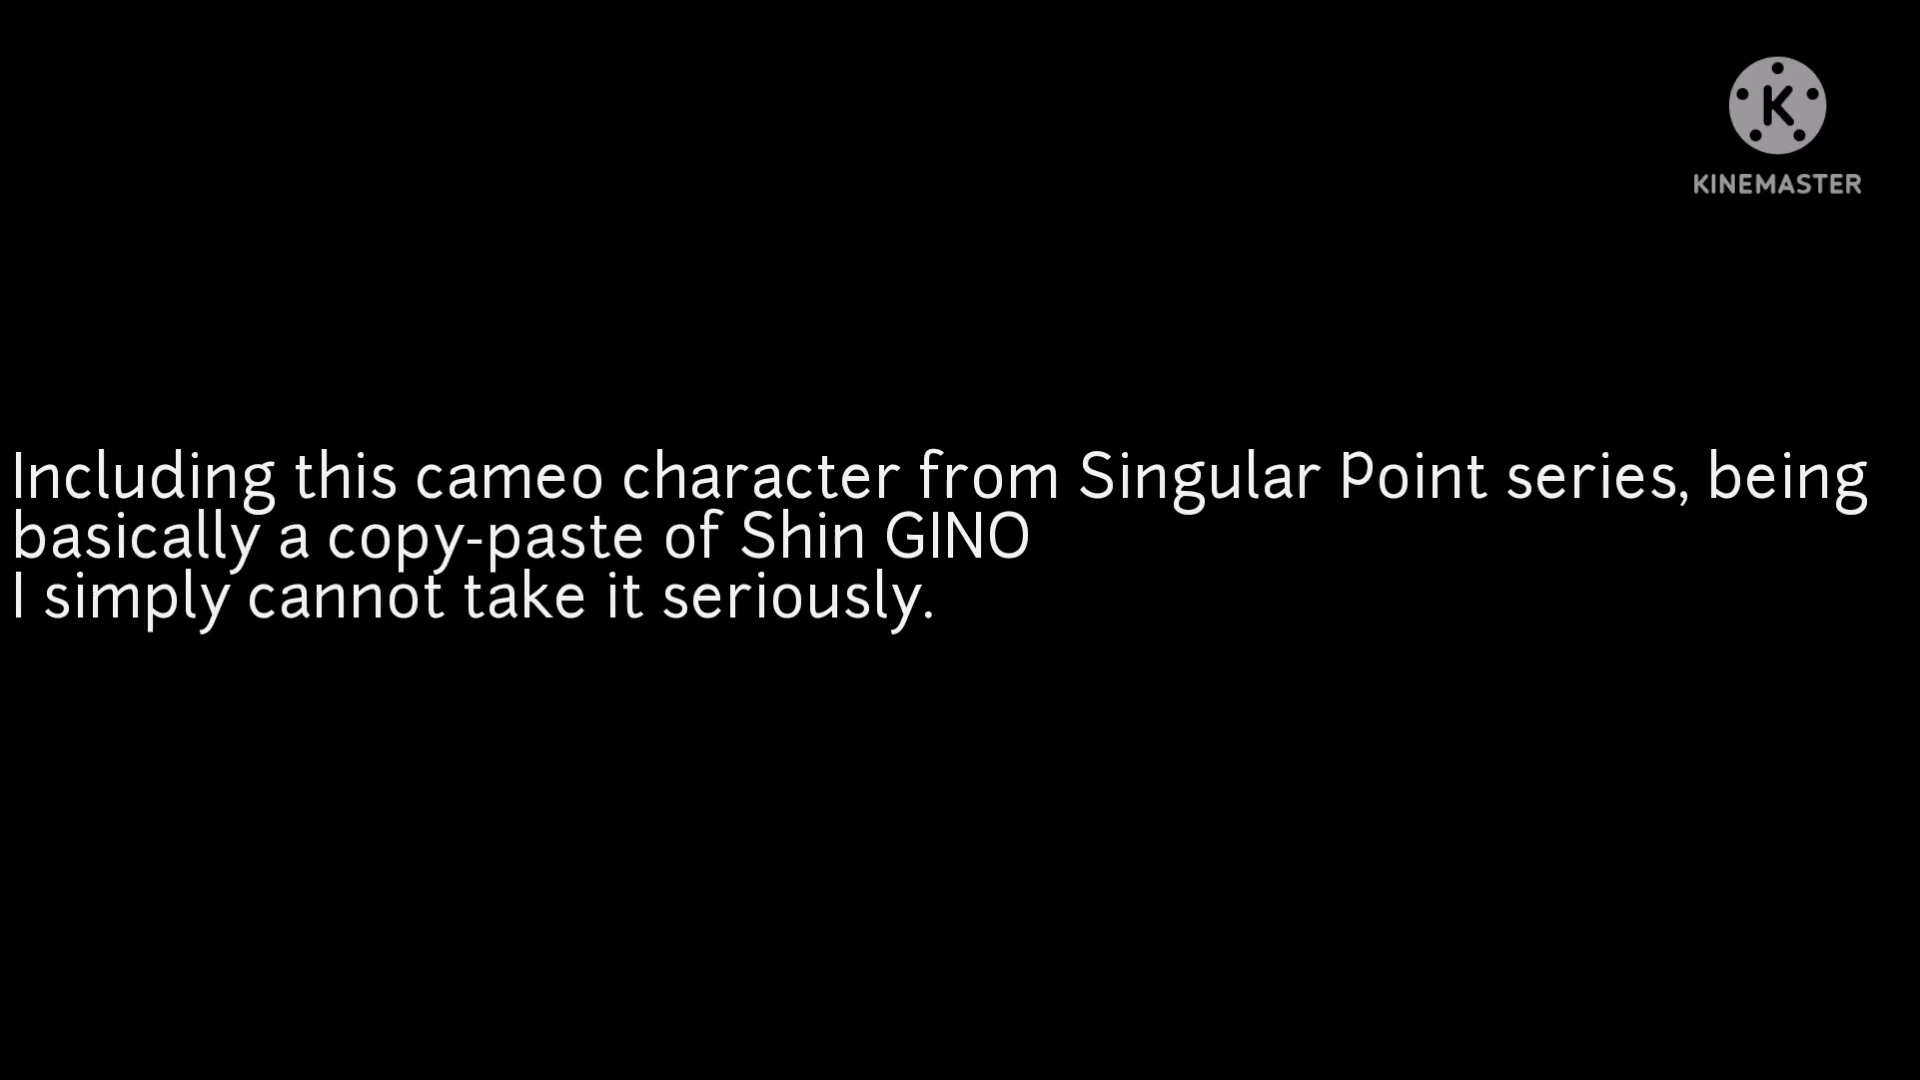 K
KINEMASTER
Including this cameo character from Singular Point series, being
basically a copy-paste of Shin GINO
I simply cannot take it seriously.